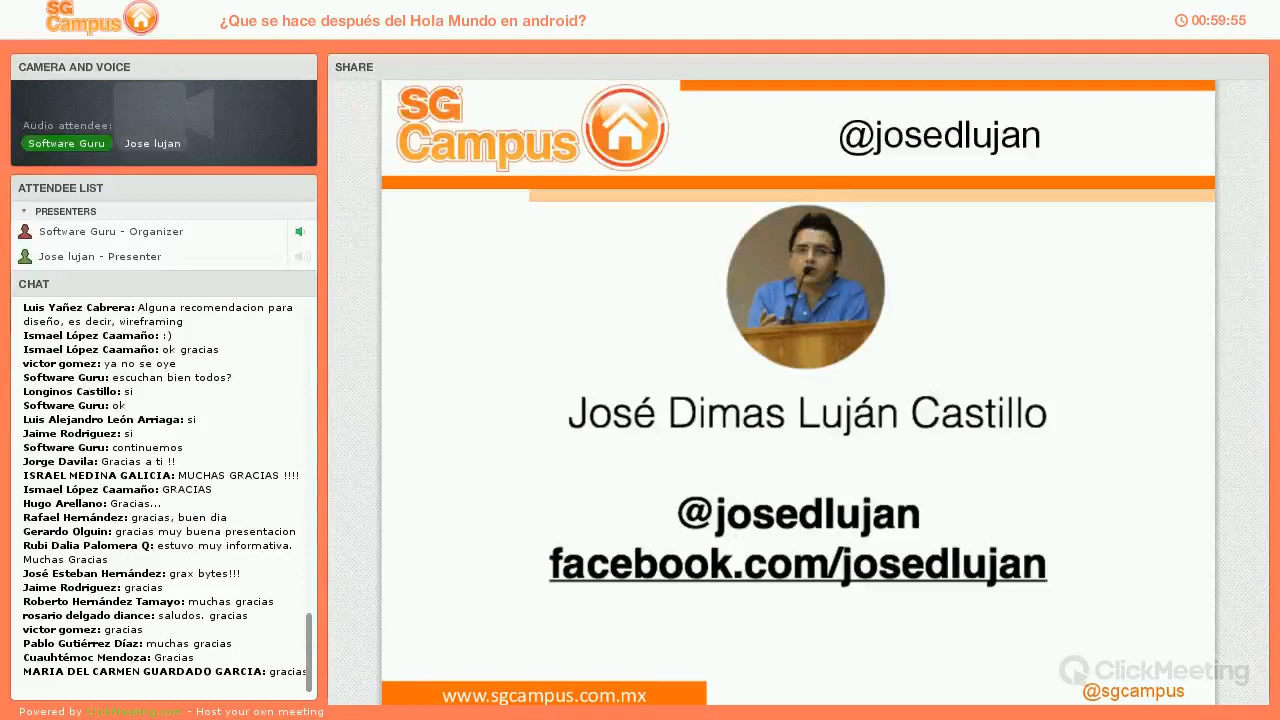 SG
Campus
¿Que se hace después del Hola Mundo en android?
00:59:55
CAMERA AND VOICE
Audio attendee:
Software Guru
Jose lujan
ATTENDEE LIST
PRESENTERS
Software Guru - Organizer
Jose lujan - Presenter
CHAT
Luis Yañez Cabrera: Alguna recomendacion para
diseño, es decir, wireframing
Ismael López Caamaño: :)
Ismael López Caamaño: ok gracias
victor gomez: ya no se oye
Software Guru: escuchan bien todos?
Longinos Castillo: si
Software Guru: ok
Luis Alejandro León Arriaga: si
Jaime Rodriguez: si
Software Guru: continuemos
Jorge Davila: Gracias a ti !!
ISRAEL MEDINA GALICIA: MUCHAS GRACIAS !!!!
Ismael López Caamaño: GRACIAS
Hugo Arellano: Gracias...
Rafael Hernández: gracias, buen dia
Gerardo Olguin: gracias muy buena presentacion
Rubi Dalia Palomera Q: estuvo muy informativa.
Muchas Gracias
José Esteban Hernández: grax bytes!!!
Jaime Rodriguez: gracias
Roberto Hernández Tamayo: muchas gracias
rosario delgado diance: saludos. gracias
victor gomez: gracias
Pablo Gutiérrez Díaz: muchas gracias
Cuauhtémoc Mendoza: Gracias
MARIA DEL CARMEN GUARDADO GARCIA: gracias
Powered by ClickMeeting.com - Host your own meeting
SHARE
SG
Campus
@josedlujan
José Dimas Luján Castillo
@josedlujan
facebook.com/josedlujan
www.sgcampus.com.mx
ClickMeeting
@sgcampus